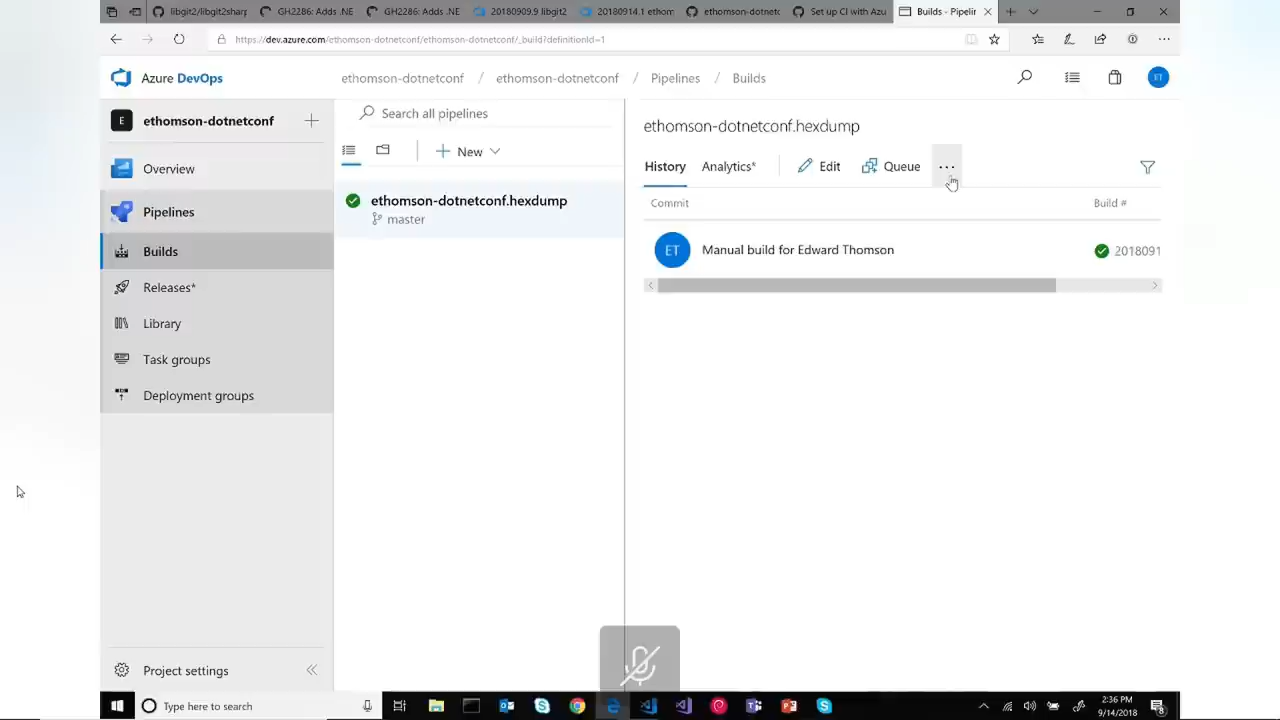 libgit2/libgit2sharp
GH2286: Adds .NE
GH2286: Adds .NE
20180909.9 libgit2
20180914.1 ethom
ethomson-dotnetc
Set up CI with Azu
Builds - Pipelir
https://dev.azure.com/ethomson-dotnetconf/ethomson-dotnetconf/_build?definitionId=1
Azure DevOps
ethomson-dotnetconf / ethomson-dotnetconf / Pipelines / Builds
ET
E
ethomson-dotnetconf
Overview
Pipelines
Builds
Releases*
Library
Task groups
Deployment groups
Project settings
Search all pipelines
New
ethomson-dotnetconf.hexdump
master
ethomson-dotnetconf.hexdump
History Analytics* Edit Queue ...
Commit Build #
ET Manual build for Edward Thomson 2018091
Type here to search
2:36 PM
9/14/2018
8